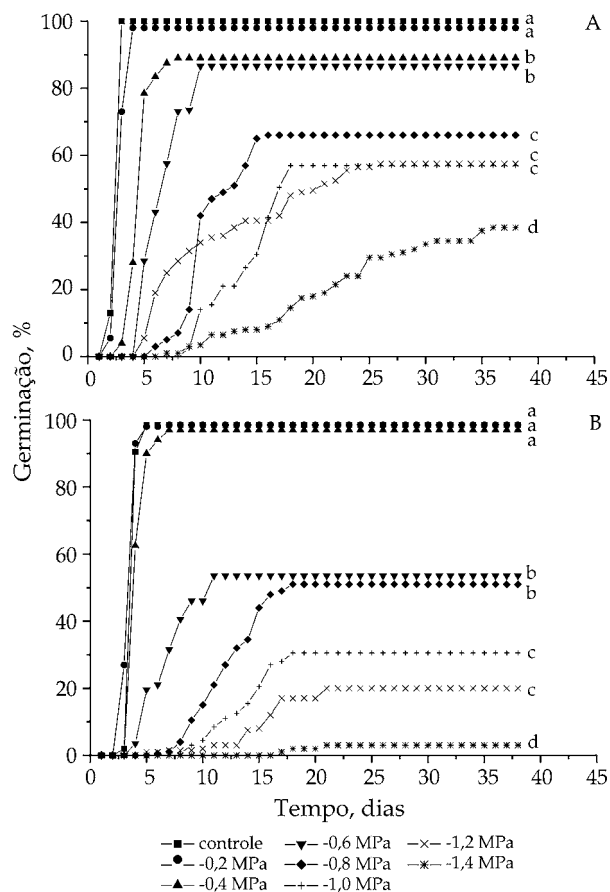 A
a
a
100
b
b
80
c
60
c
c
40
d
20
0
0 5 10 15 20 25 30 35 40 45
Germinação, %
B
a
a
a
100
80
60
b
b
40
c
20
c
d
0
0 5 10 15 20 25 30 35 40 45
Tempo, dias
controle -0,6 MPa -1,2 MPa
-0,2 MPa -0,8 MPa -1,4 MPa
-0,4 MPa -1,0 MPa